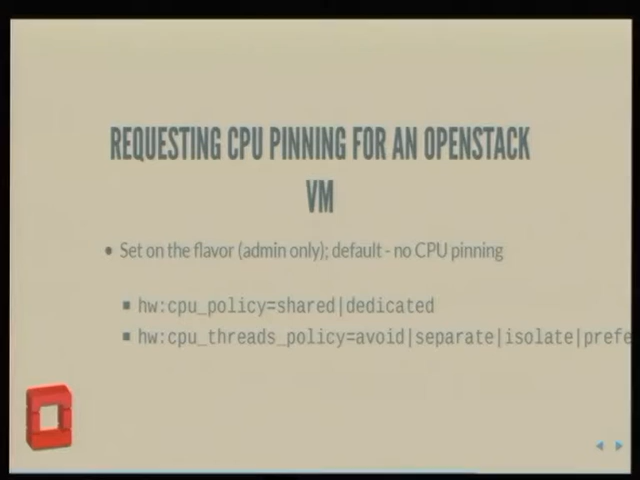 REQUESTING CPU PINNING FOR AN OPENSTACK
VM
• Set on the flavor (admin only); default - no CPU pinning
▪ hw:cpu_policy=shared|dedicated
▪ hw:cpu_threads_policy=avoid|separate|isolate|prefe